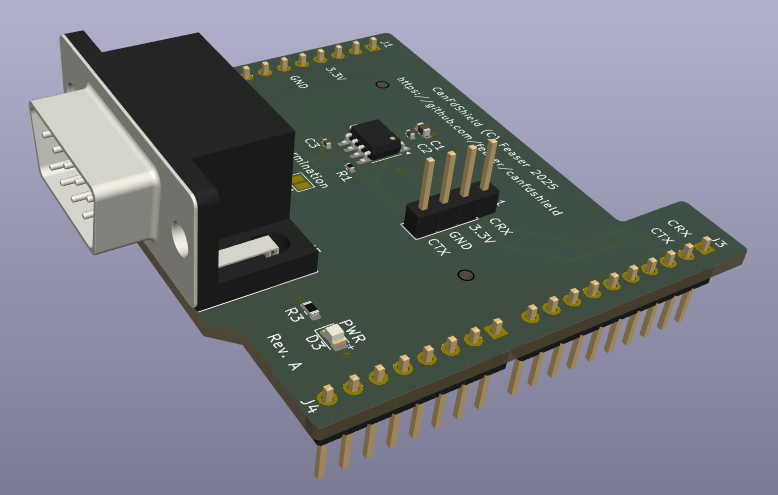 J1
3.3V
GND
CanFdShield (C) Feaser 2025
https://github.com/feaser/canfdshield
C3
C1
C2
R1
rmination
CRX
3.3V
GND
CTX
CRX
CTX
J3
R3
D3
PWR
+
Rev. A
J4